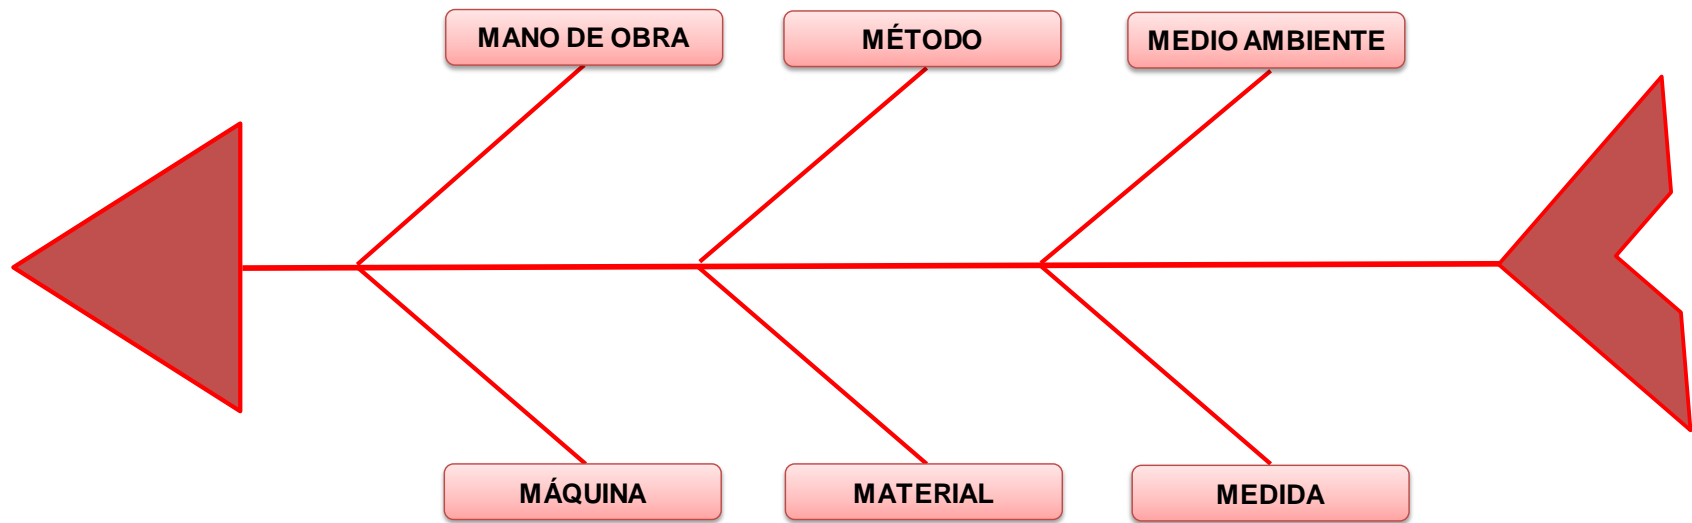 MANO DE OBRA
MÉTODO
MEDIO AMBIENTE
MÁQUINA
MATERIAL
MEDIDA